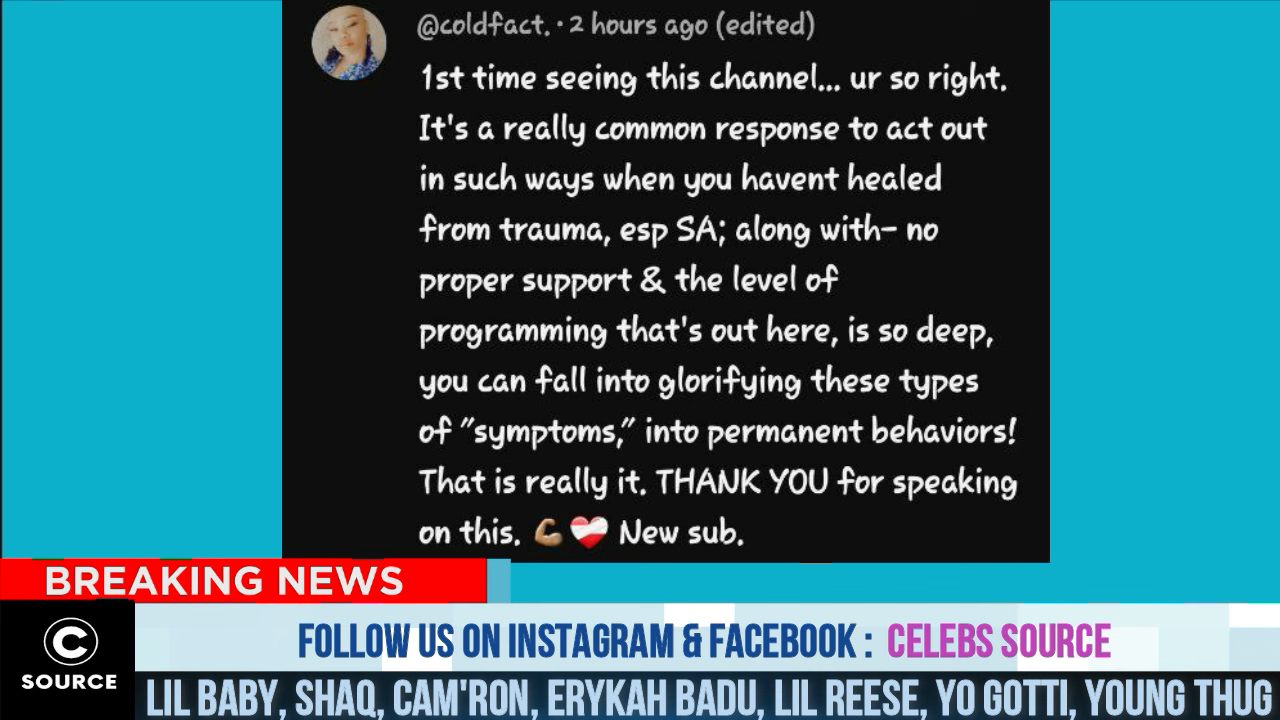 @coldfact. · 2 hours ago (edited)
1st time seeing this channel... ur so right.
It's a really common response to act out
in such ways when you havent healed
from trauma, esp SA; along with- no
proper support & the level of
programming that's out here, is so deep,
you can fall into glorifying these types
of "symptoms," into permanent behaviors!
That is really it. THANK YOU for speaking
on this. 💪🏽❤️ New sub.
BREAKING NEWS
C
SOURCE
FOLLOW US ON INSTAGRAM & FACEBOOK : CELEBS SOURCE
LIL BABY, SHAQ, CAM'RON, ERYKAH BADU, LIL REESE, YO GOTTI, YOUNG THUG